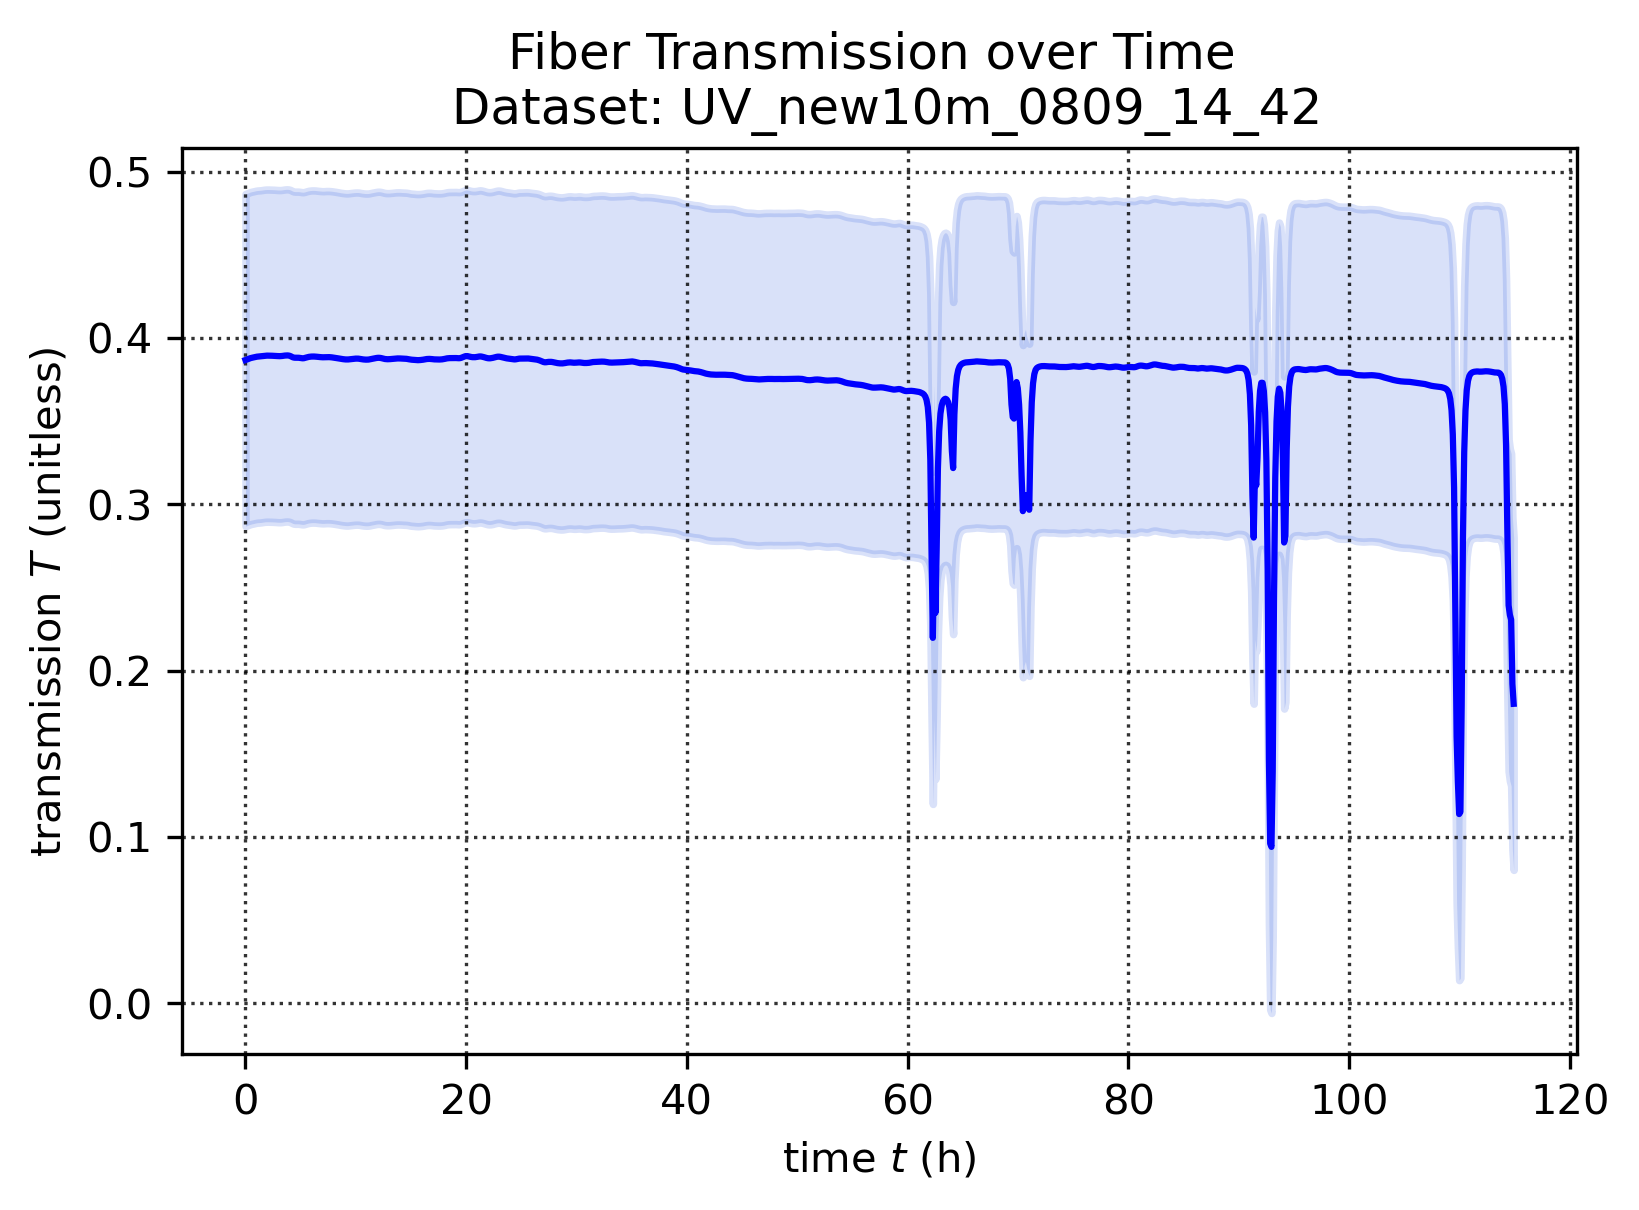 Fiber Transmission over Time
Dataset: UV_new10m_0809_14_42
transmission T (unitless)
0.5
0.4
0.3
0.2
0.1
0.0
0 20 40 60 80 100 120
time t (h)